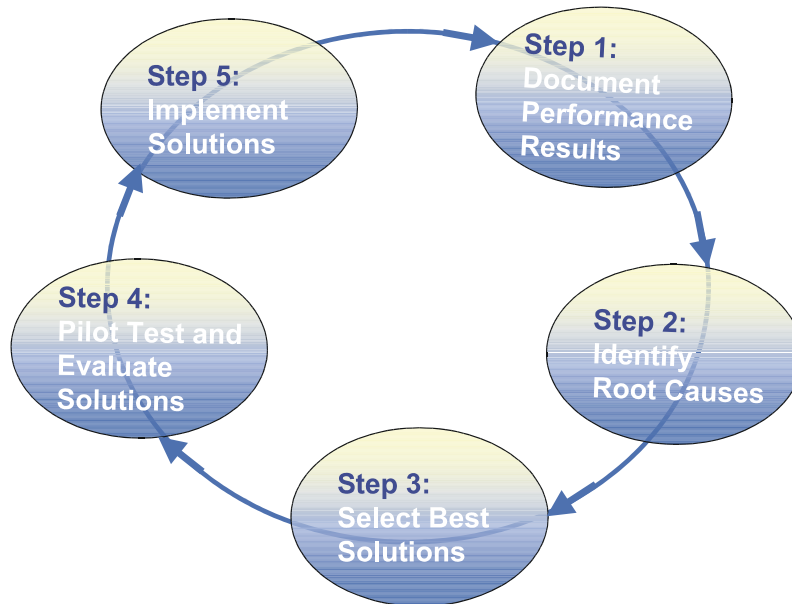 Step 1:
Document
Performance
Results
Step 2:
Identify
Root Causes
Step 3:
Select Best
Solutions
Step 4:
Pilot Test and
Evaluate
Solutions
Step 5:
Implement
Solutions